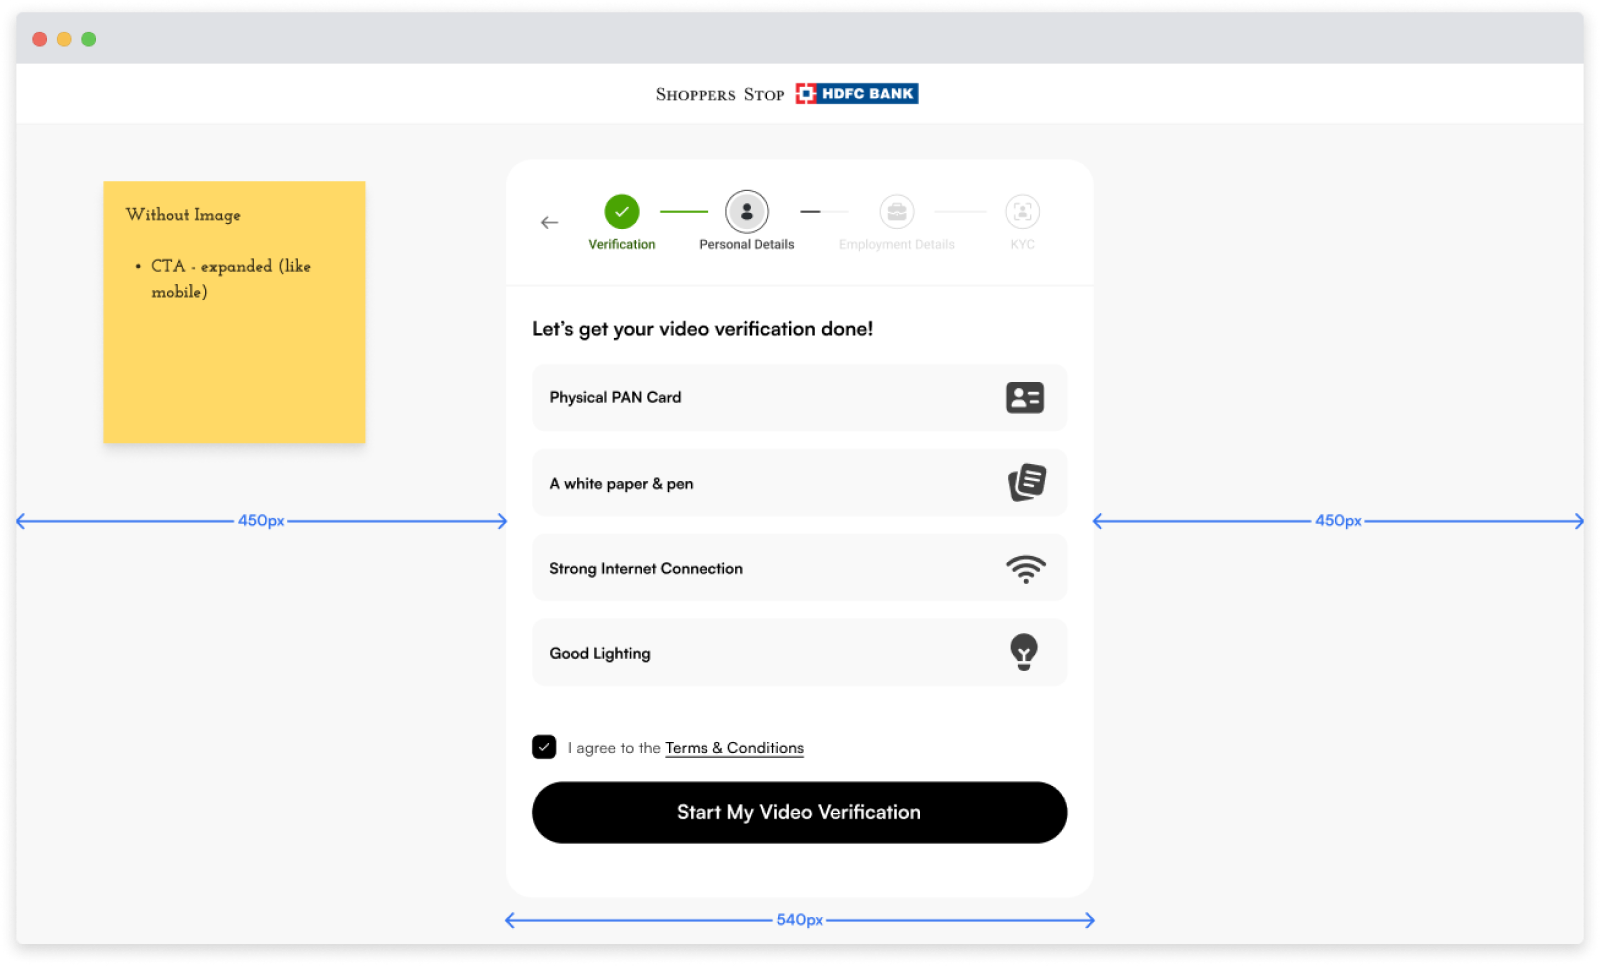 SHOPPERS STOP HDFC BANK
Without Image
• CTA - expanded (like
mobile)
Verification
Personal Details
Employment Details
KYC
Let’s get your video verification done!
Physical PAN Card
A white paper & pen
450px
450px
Strong Internet Connection
Good Lighting
I agree to the Terms & Conditions
Start My Video Verification
540px